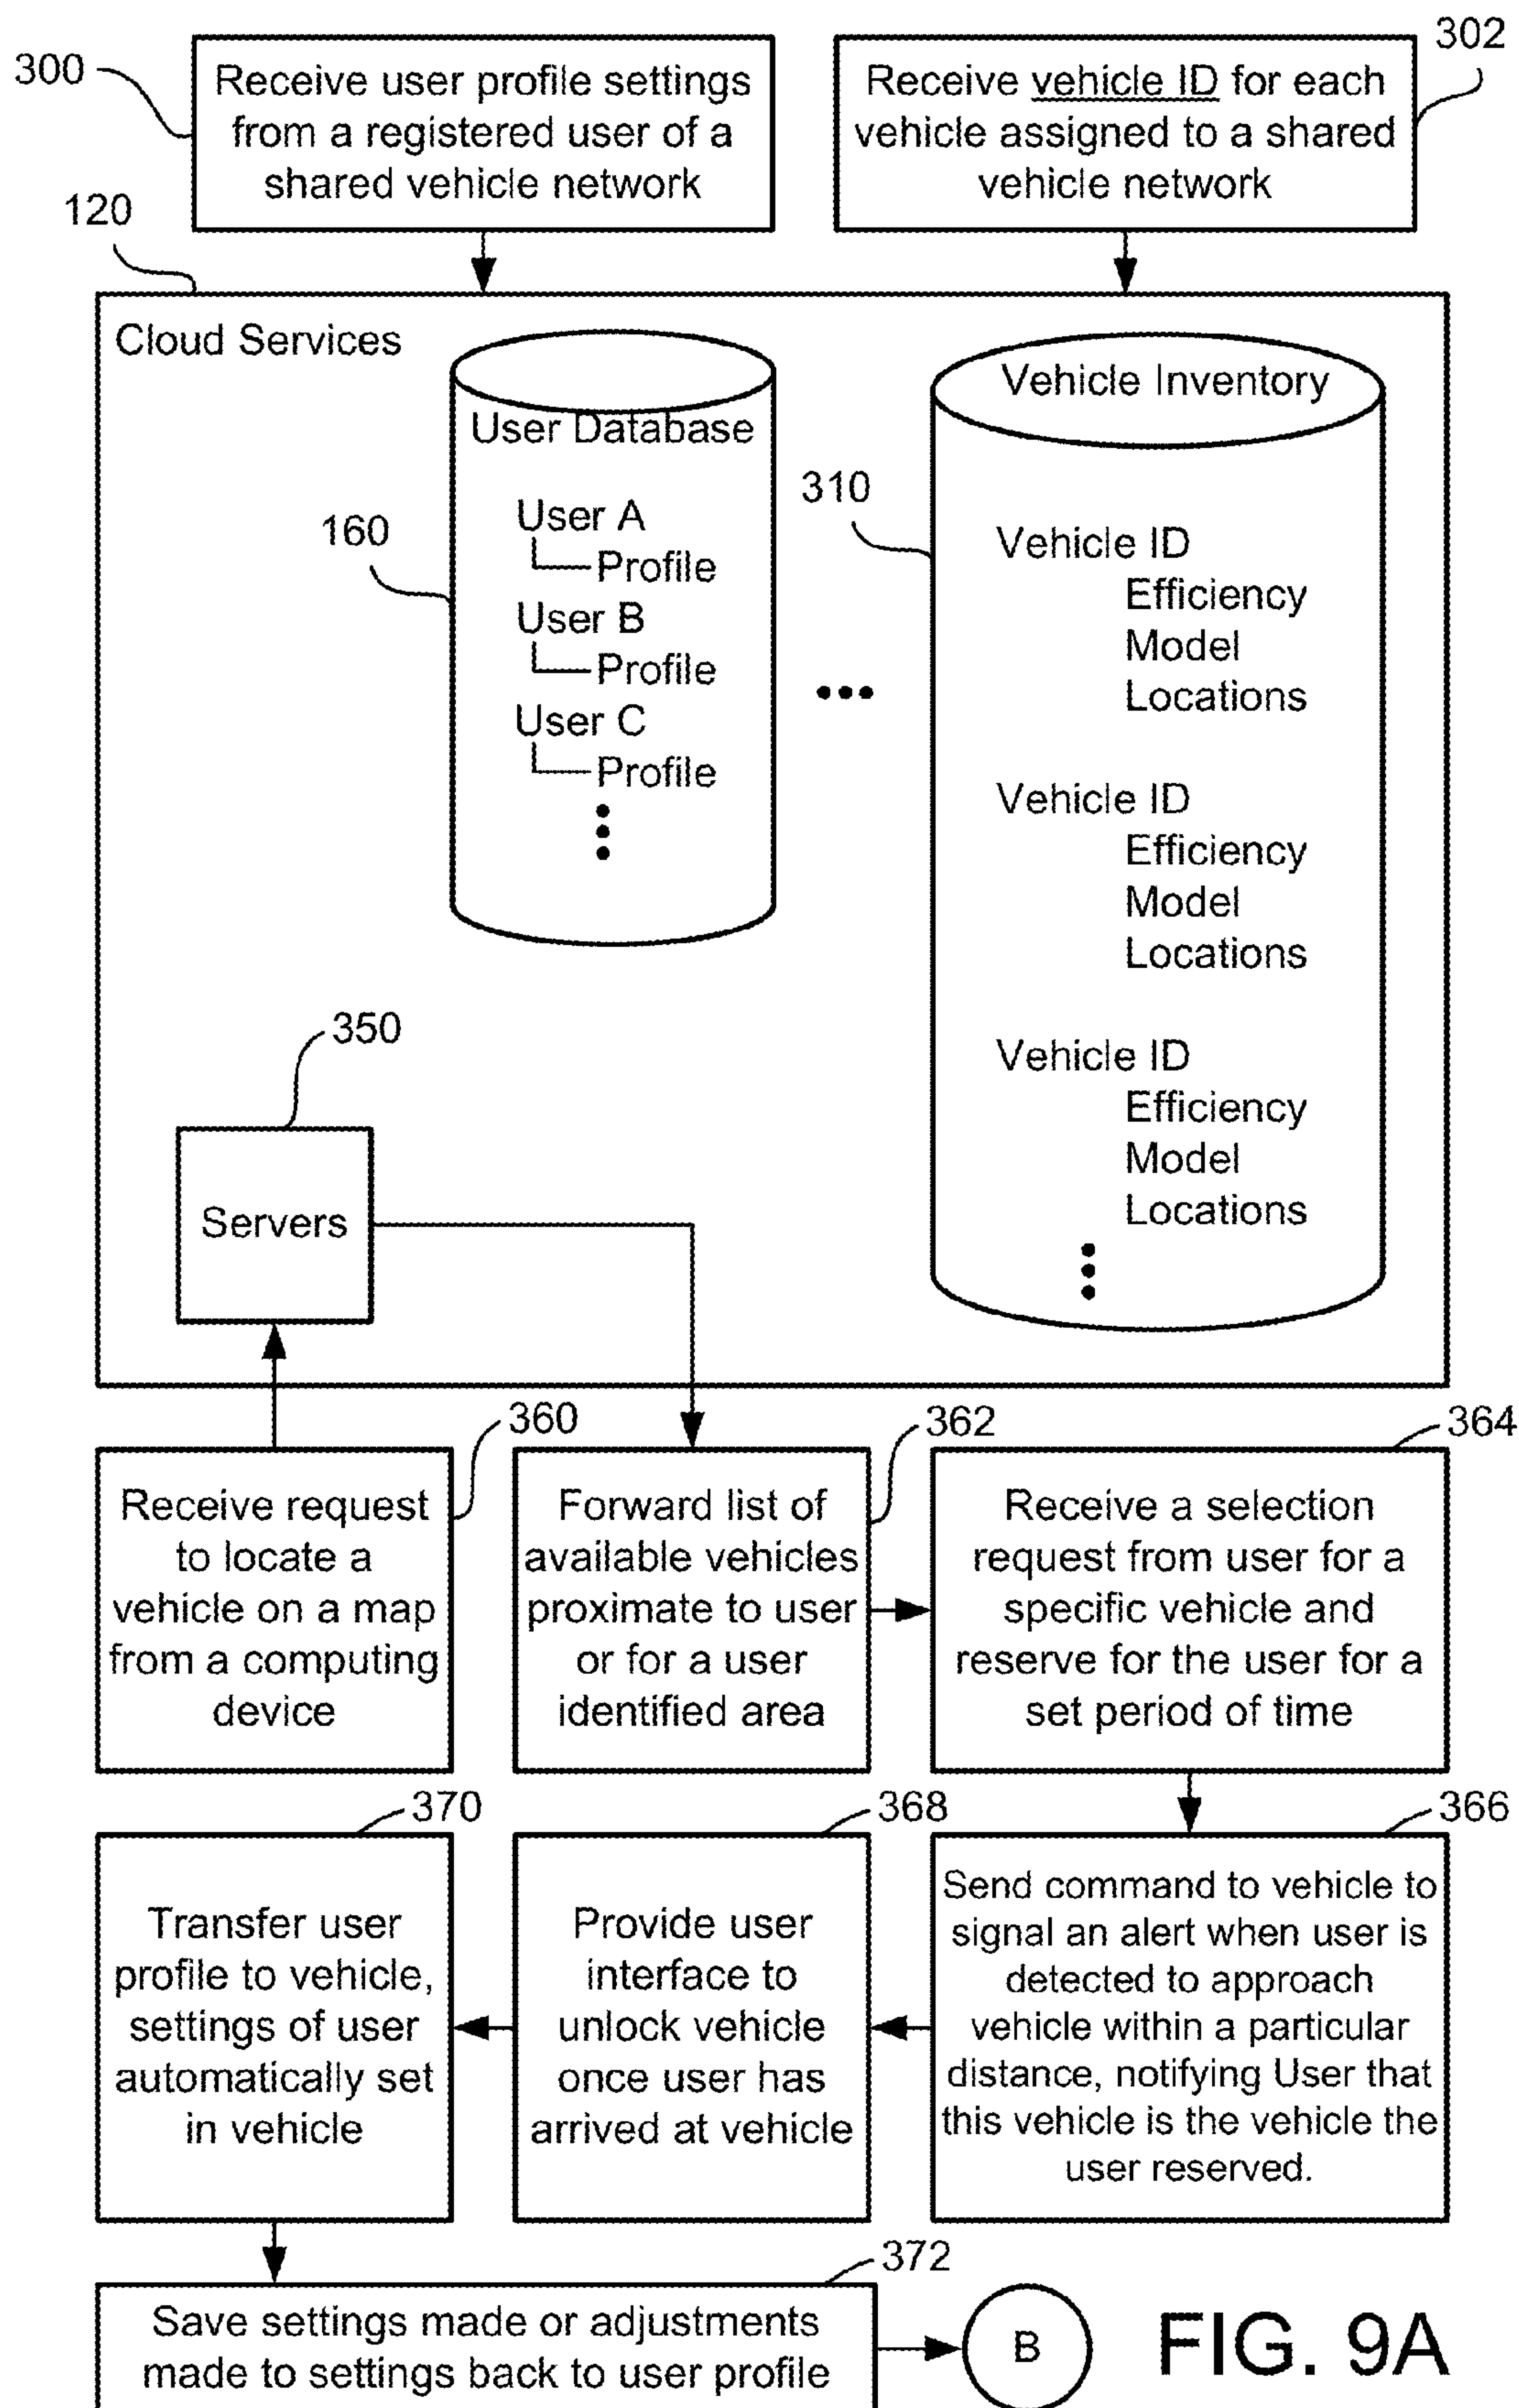 300
Receive user profile settings
from a registered user of a
shared vehicle network
302
Receive vehicle ID for each
vehicle assigned to a shared
vehicle network
120
Cloud Services
User Database
160
User A
Profile
User B
Profile
User C
Profile
310
Vehicle Inventory
Vehicle ID
Efficiency
Model
Locations
Vehicle ID
Efficiency
Model
Locations
Vehicle ID
Efficiency
Model
Locations
350
Servers
360
Receive request
to locate a
vehicle on a map
from a computing
device
362
Forward list of
available vehicles
proximate to user
or for a user
identified area
364
Receive a selection
request from user for a
specific vehicle and
reserve for the user for a
set period of time
366
Send command to vehicle to
signal an alert when user is
detected to approach
vehicle within a particular
distance, notifying User that
this vehicle is the vehicle the
user reserved.
368
Provide user
interface to
unlock vehicle
once user has
arrived at vehicle
370
Transfer user
profile to vehicle,
settings of user
automatically set
in vehicle
372
Save settings made or adjustments
made to settings back to user profile
B
FIG. 9A